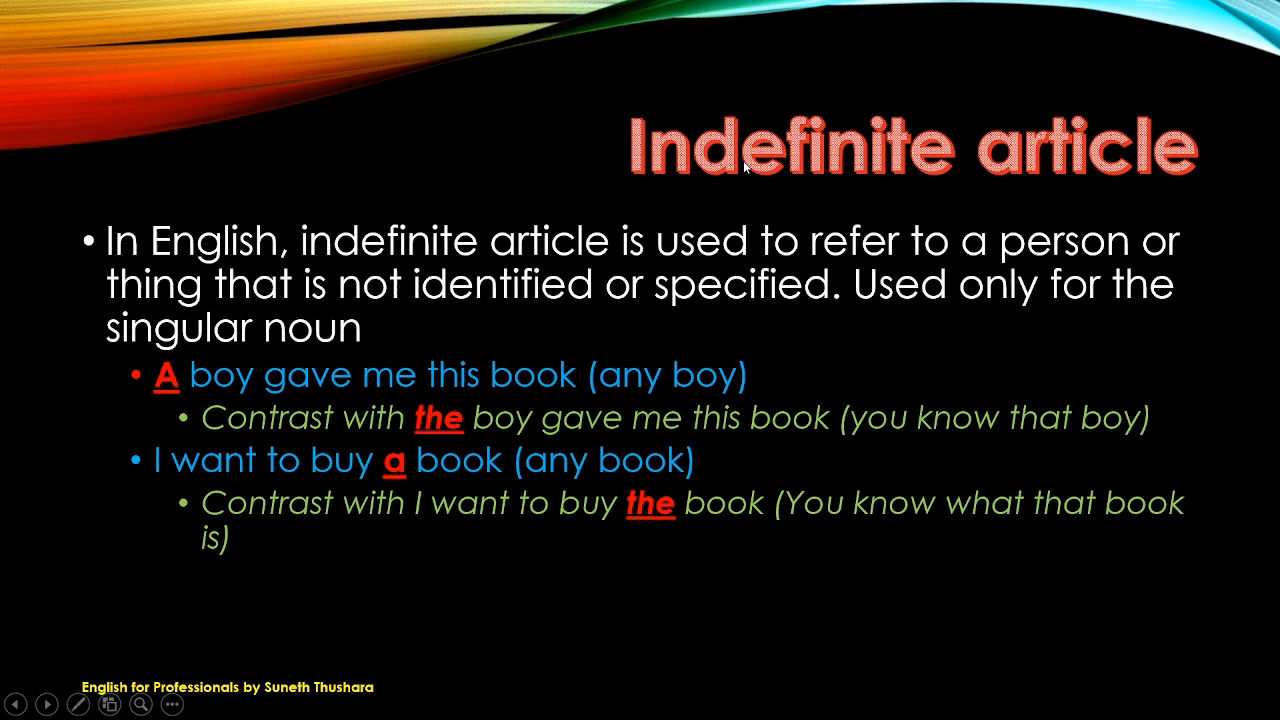 Indefinite article
• In English, indefinite article is used to refer to a person or
thing that is not identified or specified. Used only for the
singular noun
• A boy gave me this book (any boy)
• Contrast with the boy gave me this book (you know that boy)
• I want to buy a book (any book)
• Contrast with I want to buy the book (You know what that book
is)
English for Professionals by Suneth Thushara